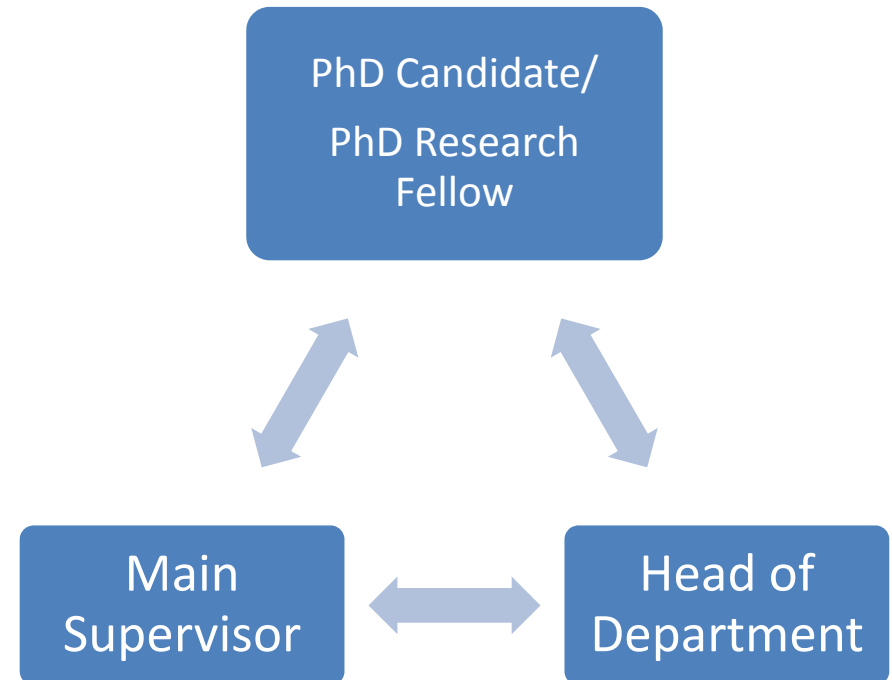 PhD Candidate/
PhD Research
Fellow
Main
Supervisor
Head of
Department